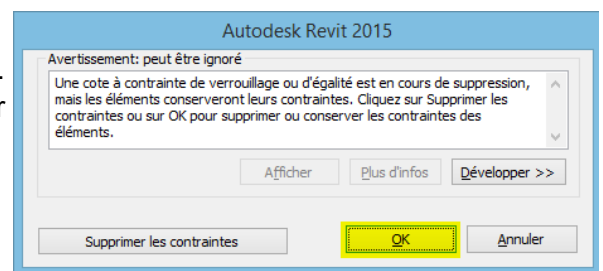 Autodesk Revit 2015
Avertissement: peut être ignoré
Une cote à contrainte de verrouillage ou d'égalité est en cours de suppression,
mais les éléments conserveront leurs contraintes. Cliquez sur Supprimer les
contraintes ou sur OK pour supprimer ou conserver les contraintes des
éléments.
Afficher Plus d'infos Développer >>
Supprimer les contraintes OK Annuler